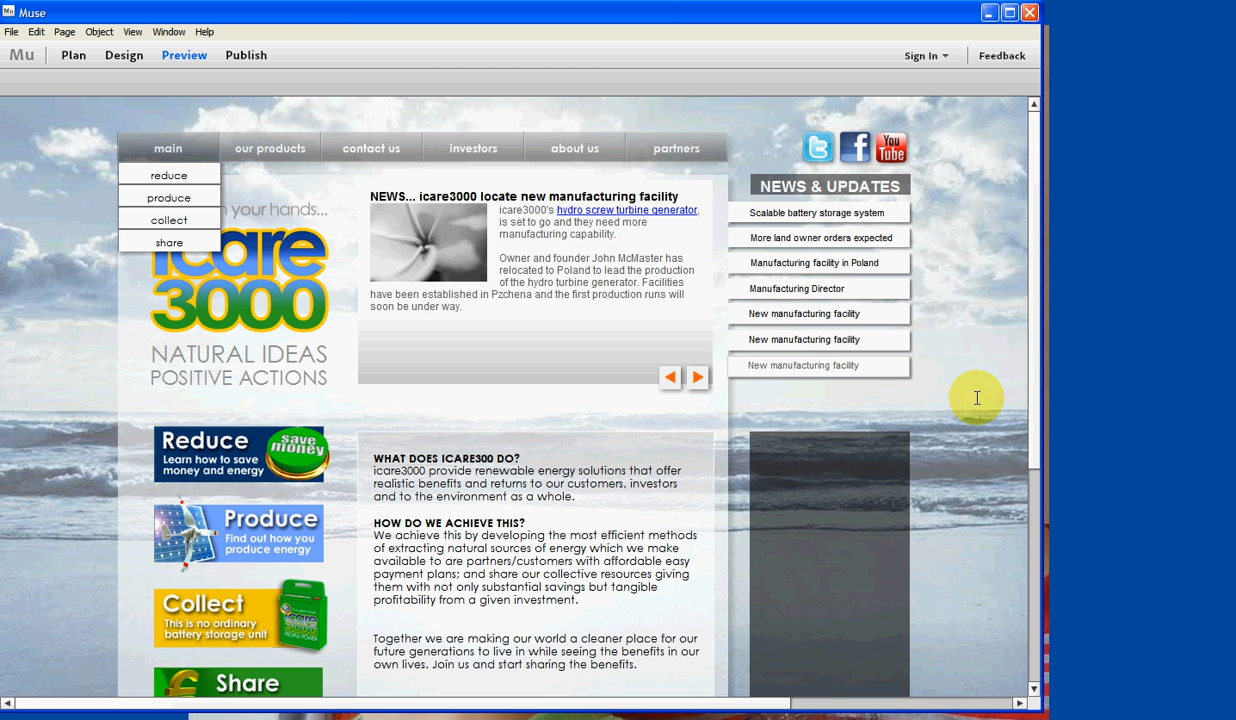 Mu Muse
File Edit Page Object View Window Help
Mu Plan Design Preview Publish Sign In Feedback
main our products contact us investors about us partners
reduce
produce
collect
share
n your hands...
icare
3000
NATURAL IDEAS
POSITIVE ACTIONS
NEWS... icare3000 locate new manufacturing facility
icare3000's hydro screw turbine generator,
is set to go and they need more
manufacturing capability.
Owner and founder John McMaster has
relocated to Poland to lead the production
of the hydro turbine generator. Facilities
have been established in Pzchena and the first production runs will
soon be under way.
You
Tube
NEWS & UPDATES
Scalable battery storage system
More land owner orders expected
Manufacturing facility in Poland
Manufacturing Director
New manufacturing facility
New manufacturing facility
New manufacturing facility
Reduce
Learn how to save
money and energy
save
money
Produce
Find out how you
produce energy
Collect
This is no ordinary
battery storage unit
icare
3000
Share
WHAT DOES ICARE300 DO?
icare3000 provide renewable energy solutions that offer
realistic benefits and returns to our customers, investors
and to the environment as a whole.
HOW DO WE ACHIEVE THIS?
We achieve this by developing the most efficient methods
of extracting natural sources of energy which we make
available to are partners/customers with affordable easy
payment plans; and share our collective resources giving
them with not only substantial savings but tangible
profitability from a given investment.
Together we are making our world a cleaner place for our
future generations to live in while seeing the benefits in our
own lives. Join us and start sharing the benefits.